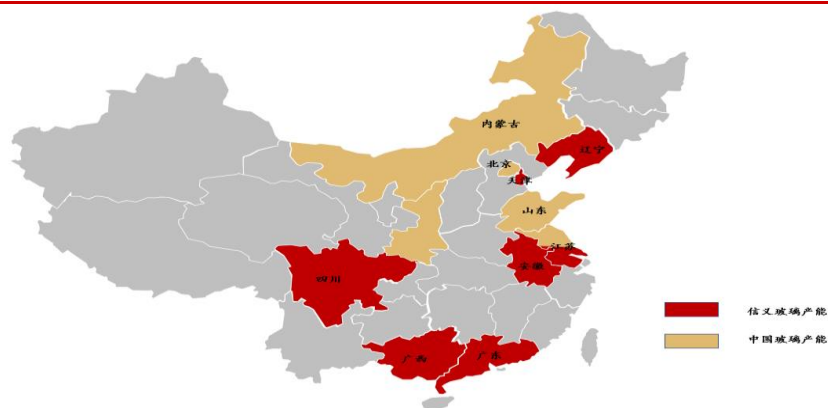 内蒙古
辽宁
北京
天津
山东
江苏
安徽
四川
信义玻璃产能
中国玻璃产能
广西
广东